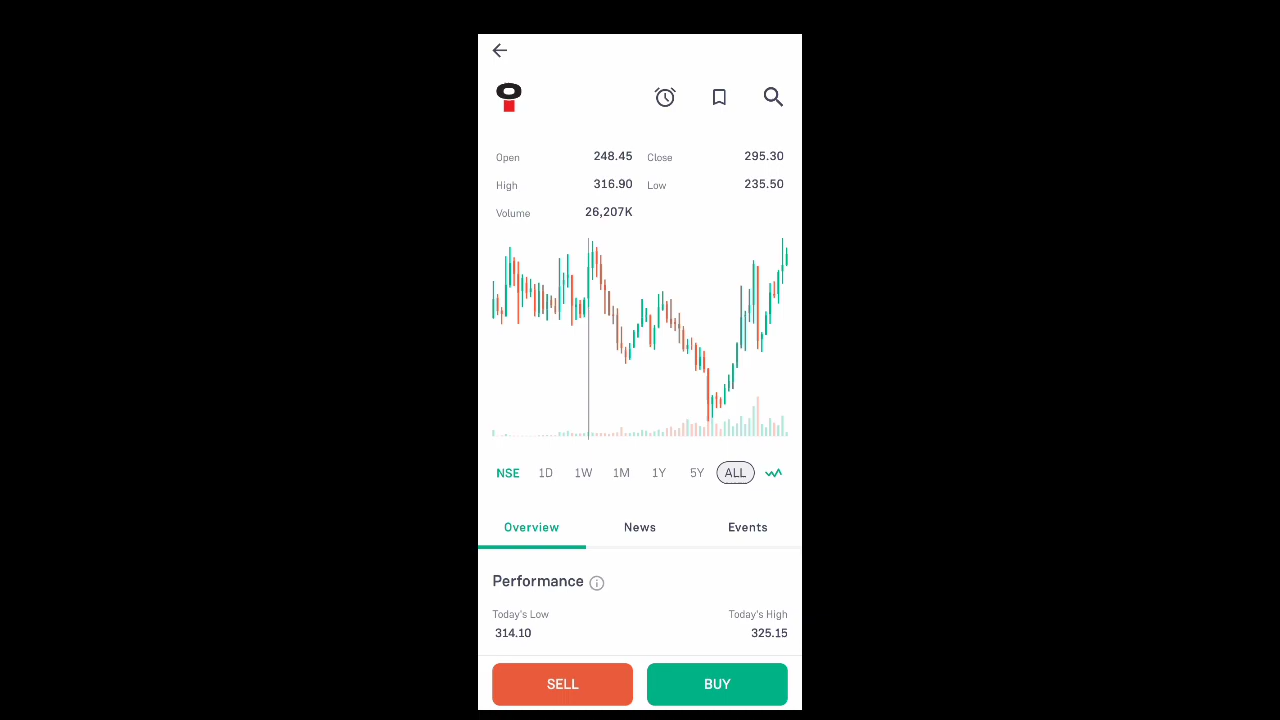 Open 248.45 Close 295.30
High 316.90 Low 235.50
Volume 26,207K
NSE 1D 1W 1M 1Y 5Y ALL
Overview News Events
Performance
Today's Low Today's High
314.10 325.15
SELL BUY